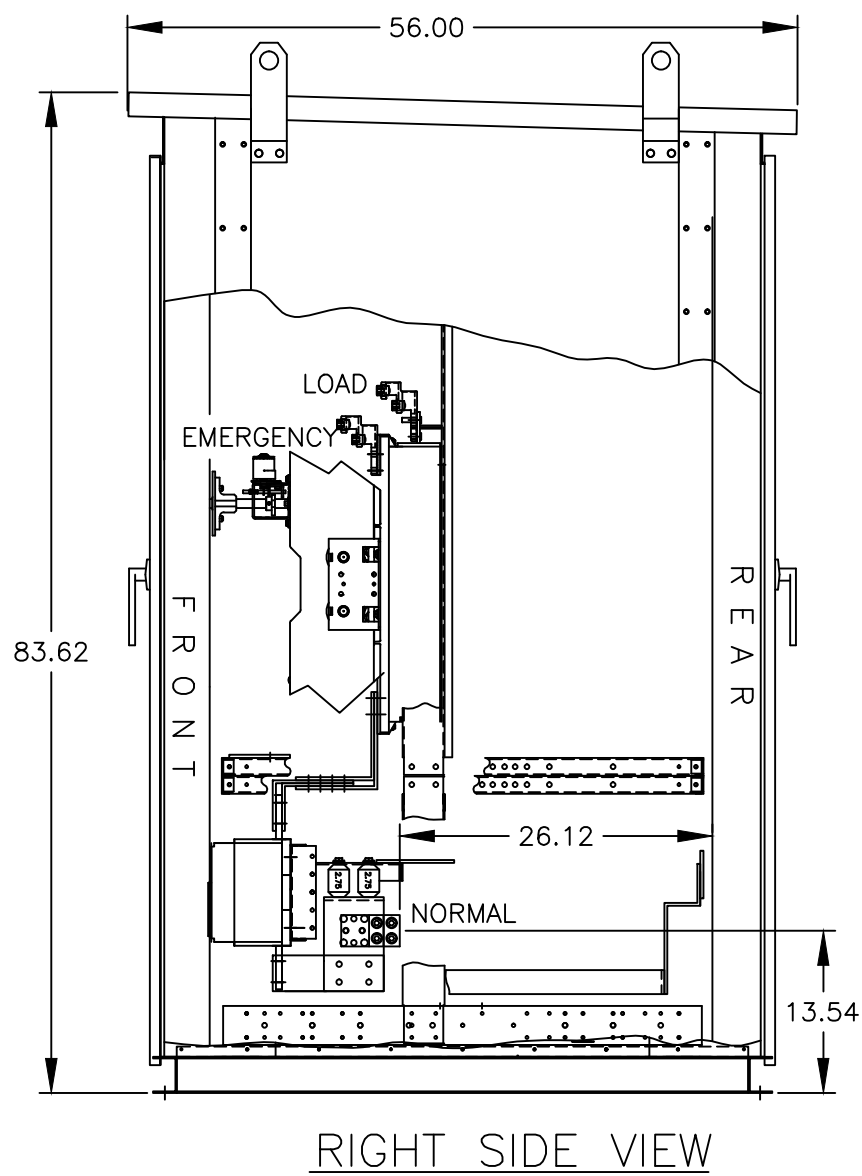 56.00
LOAD
EMERGENCY
FRONT
REAR
83.62
26.12
2.75
2.75
NORMAL
13.54
RIGHT SIDE VIEW